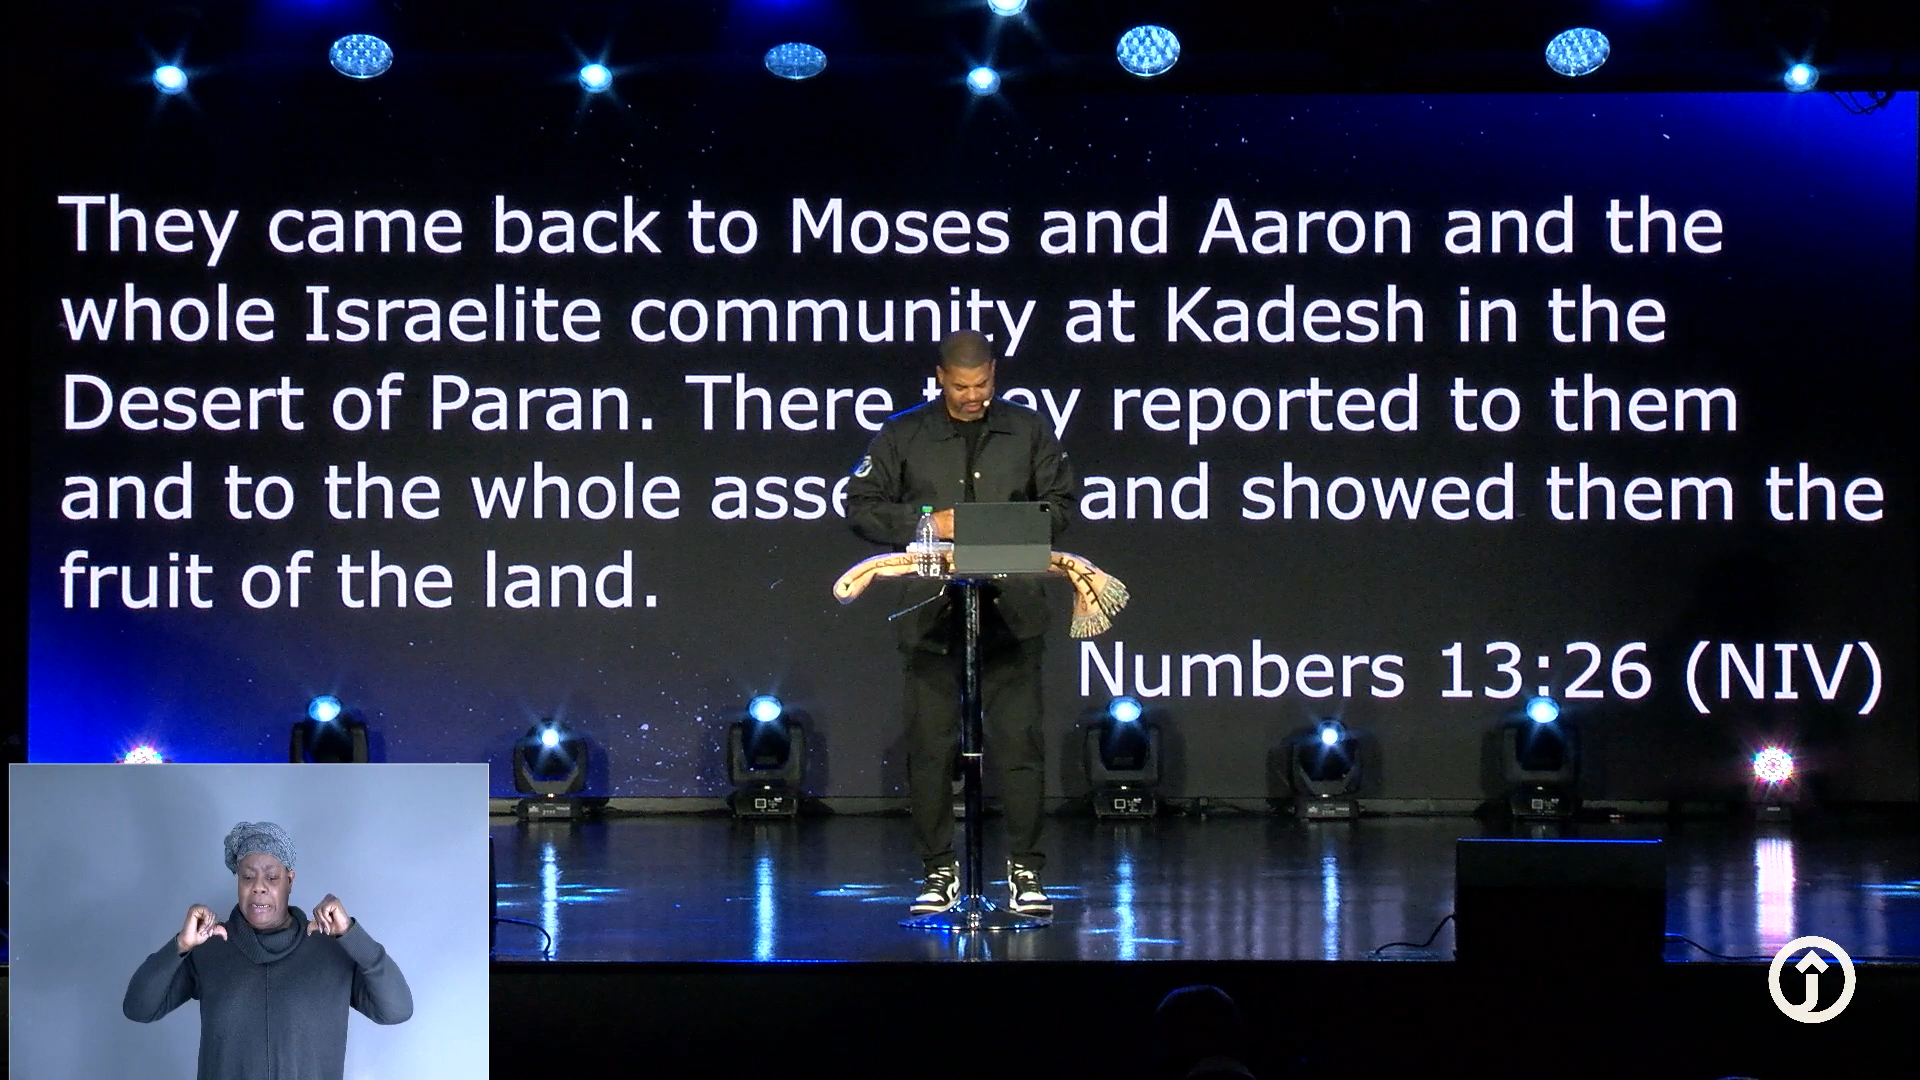 They came back to Moses and Aaron and the
whole Israelite community at Kadesh in the
Desert of Paran. There they reported to them
and to the whole asse and showed them the
fruit of the land.
Numbers 13:26 (NIV)